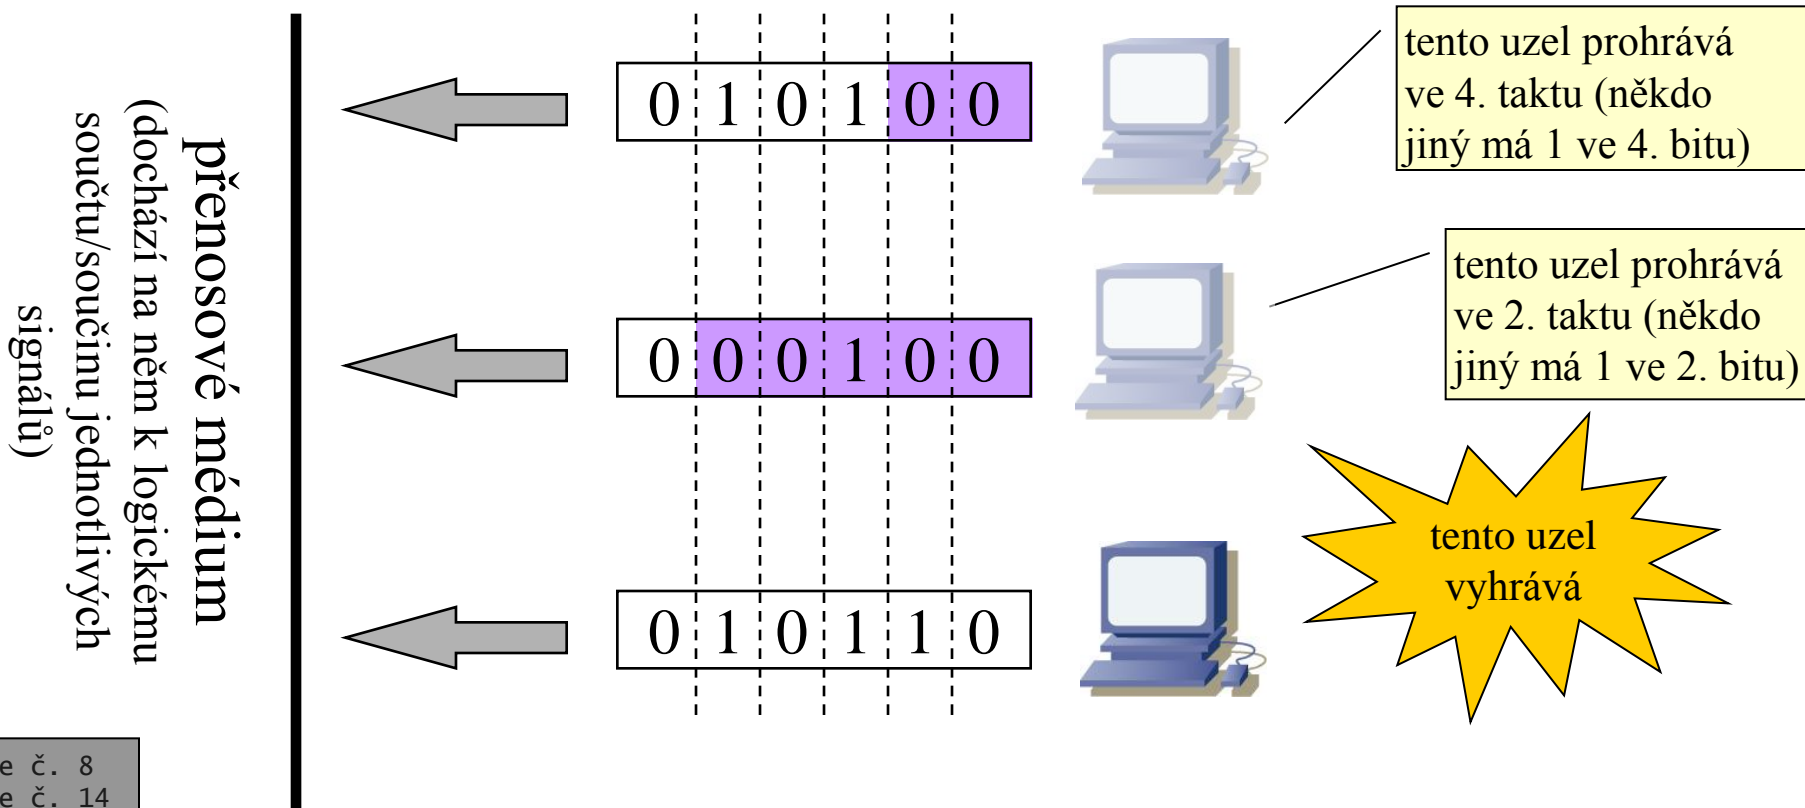 přenosové médium
(dochází na něm k logickému
součtu/součinu jednotlivých
signálů)
0 1 0 1 0 0
tento uzel prohrává
ve 4. taktu (někdo
jiný má 1 ve 4. bitu)
0 0 0 1 0 0
tento uzel prohrává
ve 2. taktu (někdo
jiný má 1 ve 2. bitu)
0 1 0 1 1 0
tento uzel
vyhrává
e č. 8
e č. 14